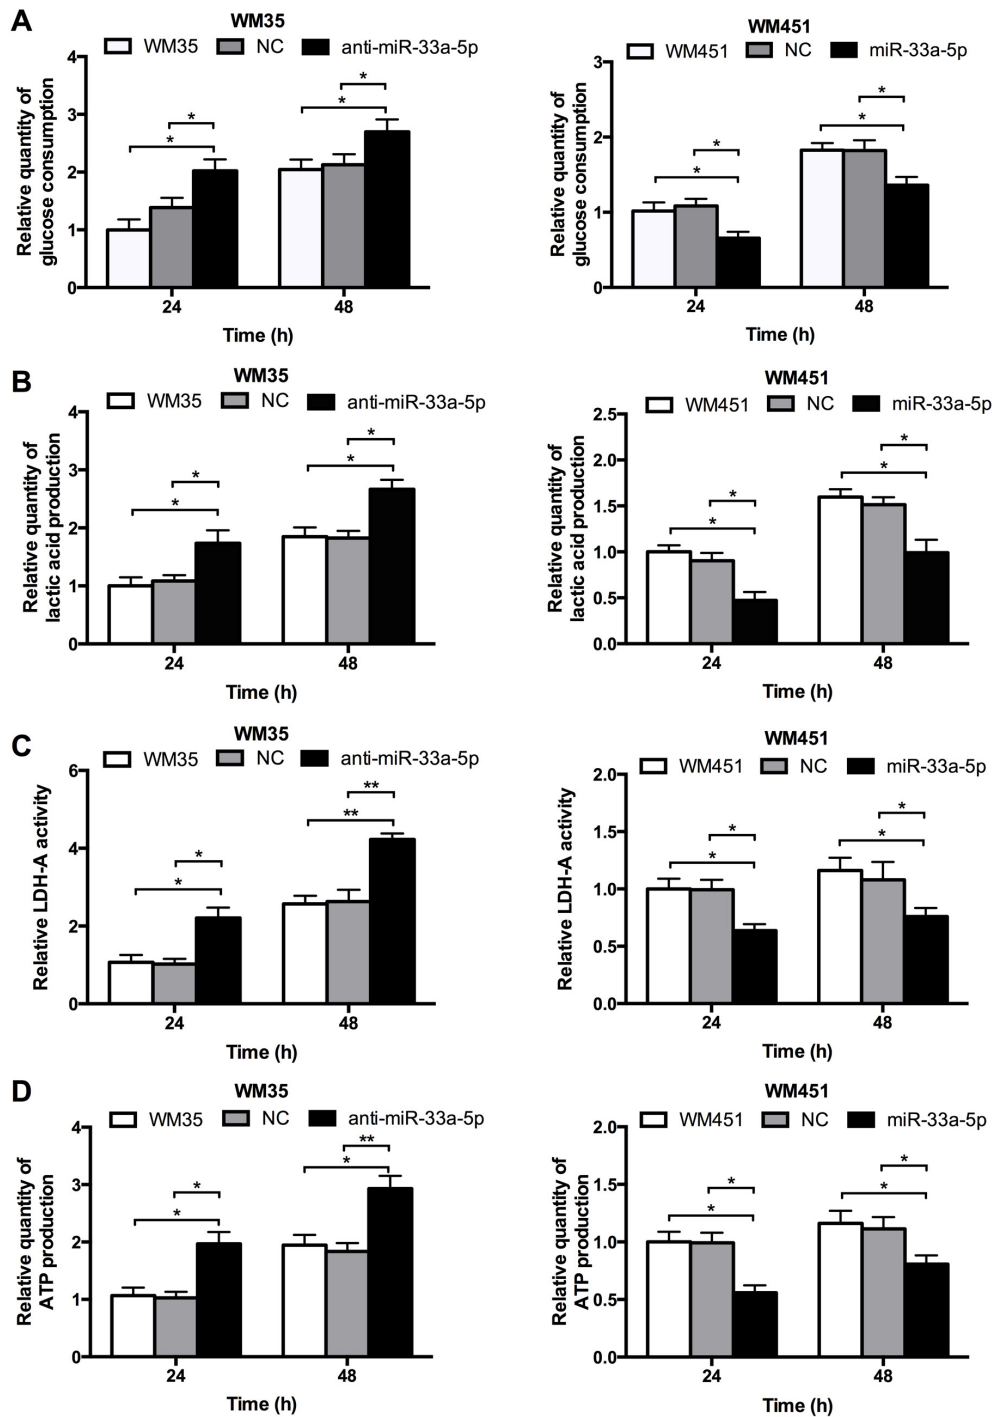 A
WM35
WM35 NC anti-miR-33a-5p
Relative quantity of
glucose consumption
4
3
2
1
0
* * * *
24 48
Time (h)
WM451
WM451 NC miR-33a-5p
Relative quantity of
glucose consumption
3
2
1
0
* * * *
24 48
Time (h)
B
WM35
WM35 NC anti-miR-33a-5p
Relative quantity of
lactic acid production
4
3
2
1
0
* * * *
24 48
Time (h)
WM451
WM451 NC miR-33a-5p
Relative quantity of
lactic acid production
2.5
2.0
1.5
1.0
0.5
0.0
* * * *
24 48
Time (h)
C
WM35
WM35 NC anti-miR-33a-5p
Relative LDH-A activity
6
4
2
0
* * ** **
24 48
Time (h)
WM451
WM451 NC miR-33a-5p
Relative LDH-A activity
2.0
1.5
1.0
0.5
0.0
* * * *
24 48
Time (h)
D
WM35
WM35 NC anti-miR-33a-5p
Relative quantity of
ATP production
4
3
2
1
0
* * ** *
24 48
Time (h)
WM451
WM451 NC miR-33a-5p
Relative quantity of
ATP production
2.0
1.5
1.0
0.5
0.0
* * * *
24 48
Time (h)